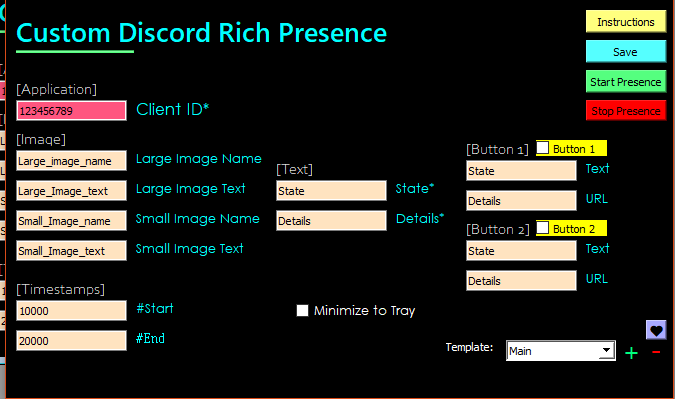 Custom Discord Rich Presence
Instructions
Save
Start Presence
Stop Presence
[Application]
123456789 Client ID*
[Image]
Large_image_name Large Image Name
Large_Image_text Large Image Text
Small_Image_name Small Image Name
Small_Image_text Small Image Text
[Text]
State State*
Details Details*
[Button 1] Button 1
State Text
Details URL
[Button 2] Button 2
State Text
Details URL
[Timestamps]
10000 #Start
20000 #End
Minimize to Tray
Template: Main + -